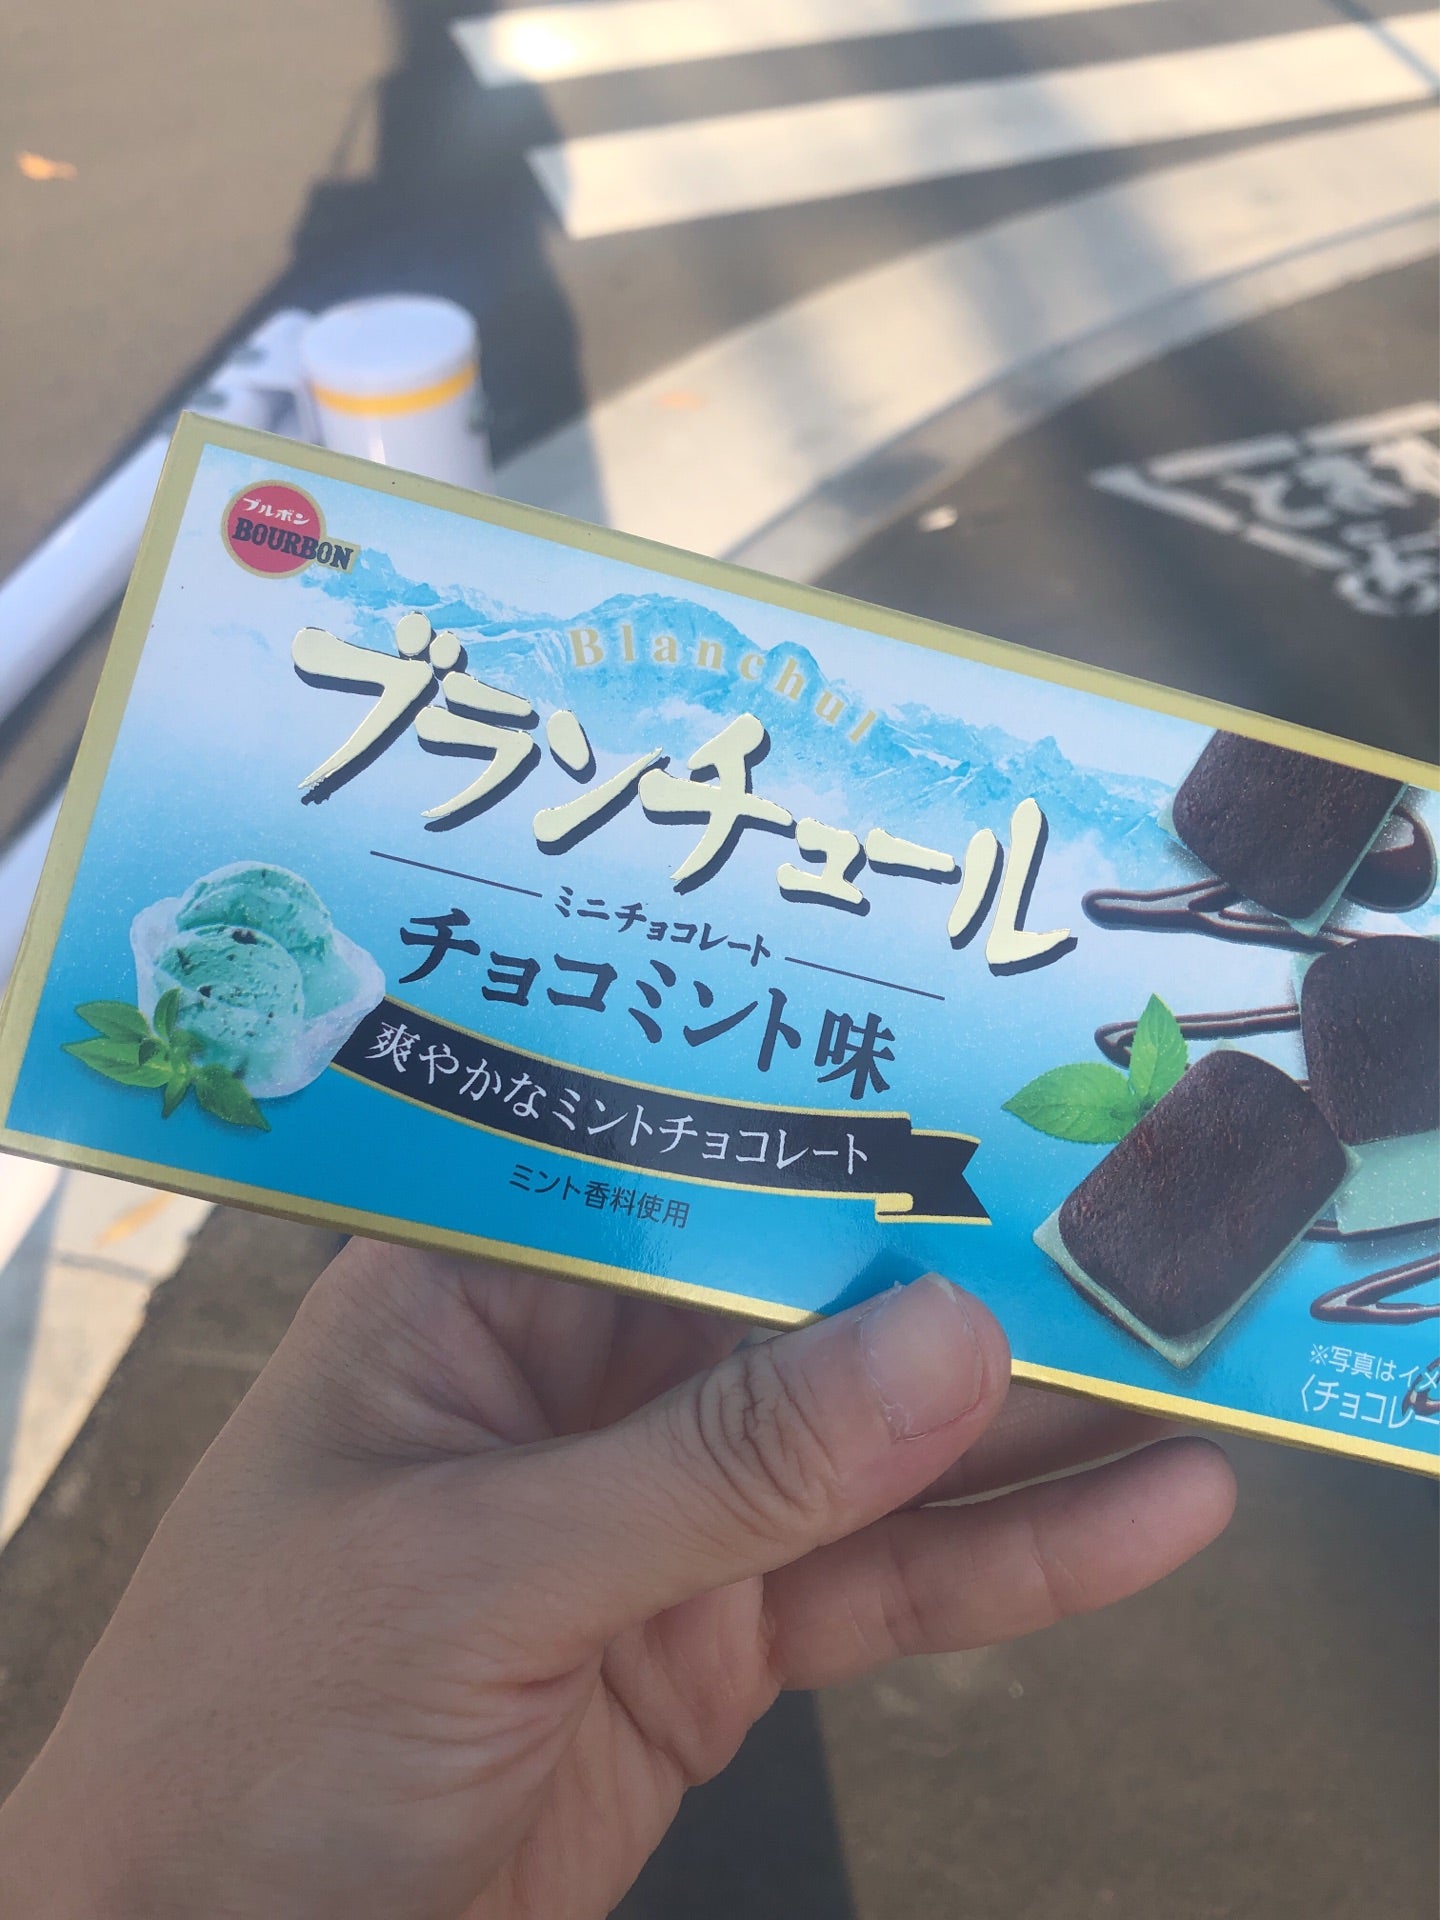 ブルボン
BOURBON
Blanchul
ブランチュール
ミニチョコレート
チョコミント味
爽やかなミントチョコレート
ミント香料使用
※写真はイメ
〈チョコレー